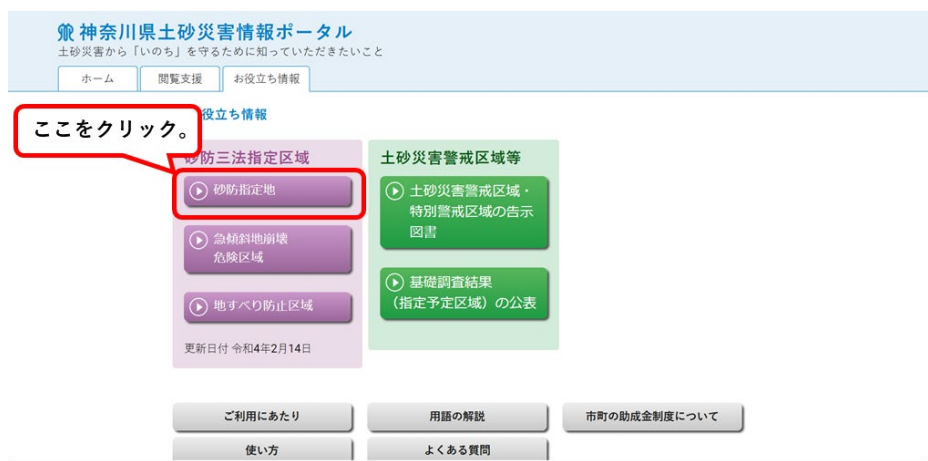 神奈川県土砂災害情報ポータル
土砂災害から「いのち」を守るために知っていただきたいこと
ホーム
閲覧支援
お役立ち情報
役立ち情報
ここをクリック。
砂防三法指定区域
土砂災害警戒区域等
砂防指定地
土砂災害警戒区域・
特別警戒区域の告示
図書
急傾斜地崩壊
危険区域
基礎調査結果
(指定予定区域)の公表
地すべり防止区域
更新日付 令和4年2月14日
ご利用にあたり
用語の解説
市町の助成金制度について
使い方
よくある質問